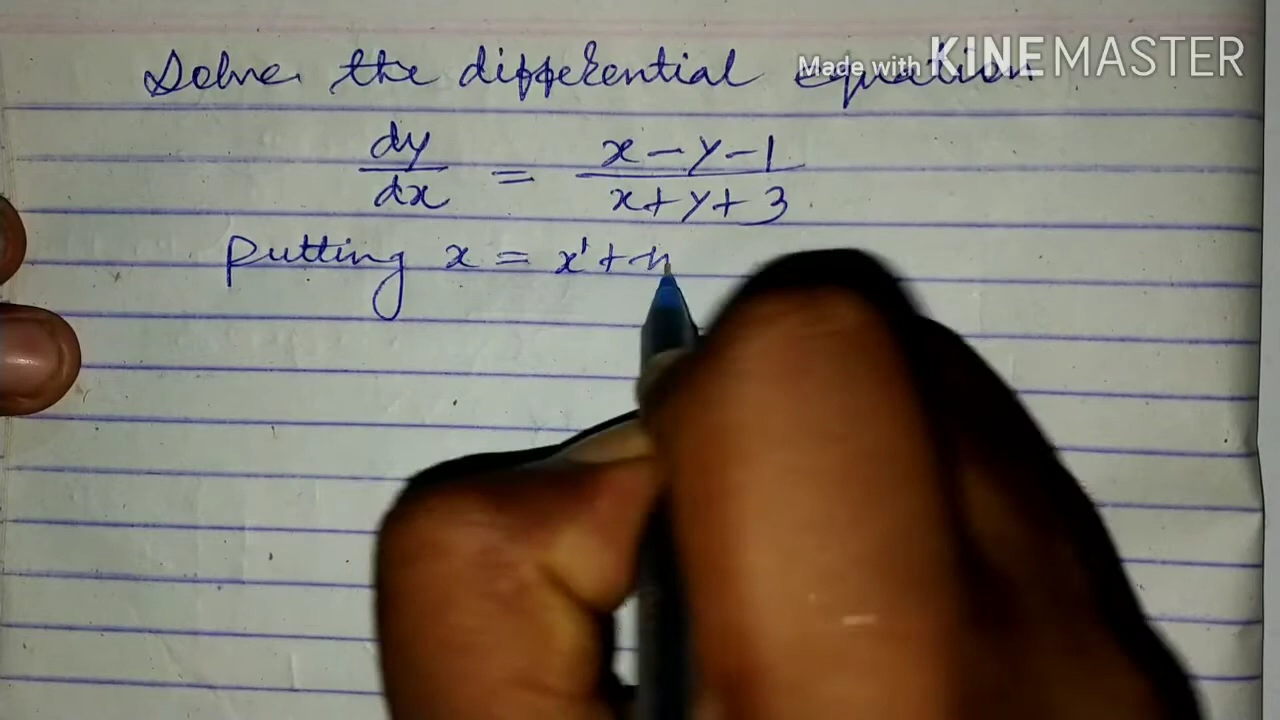 Solve the differential equation
Made with KINEMASTER
dy/dx = x-y-1/x+y+3
Putting x = x'+h